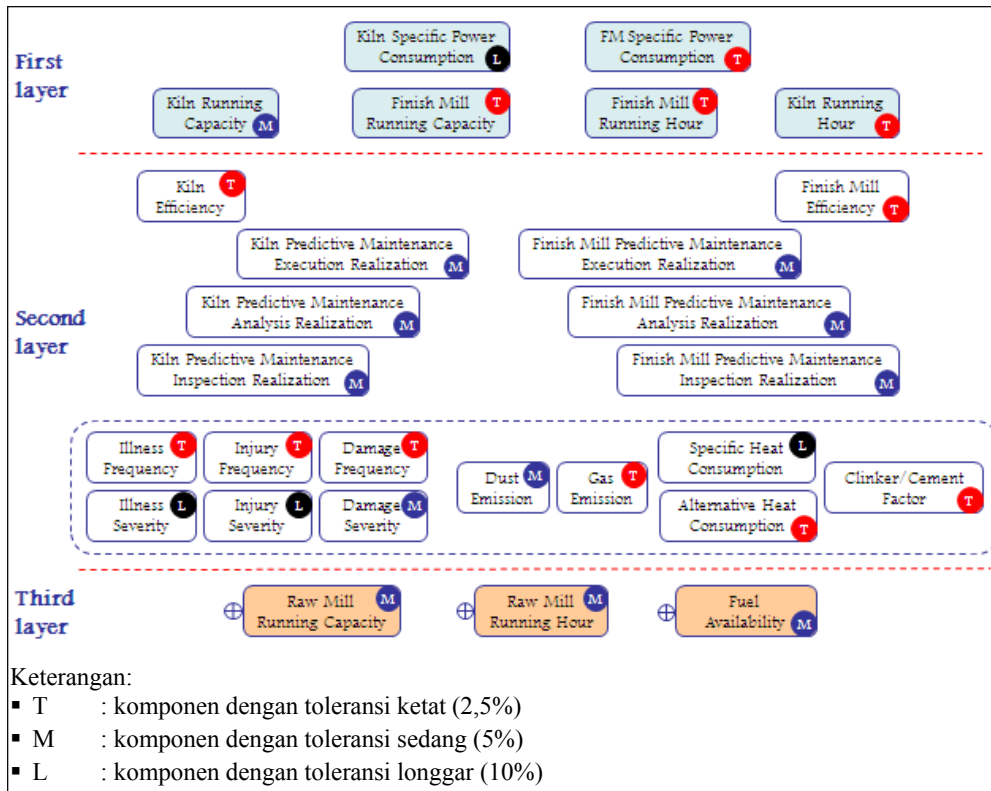 Kiln Specific Power
Consumption L
FM Specific Power
Consumption T
First
layer
Kiln Running
Capacity M
Finish Mill T
Running Capacity
Finish Mill T
Running Hour
Kiln Running
Hour T
Kiln T
Efficiency
Finish Mill
Efficiency T
Kiln Predictive Maintenance
Execution Realization M
Finish Mill Predictive Maintenance
Execution Realization M
Second
layer
Kiln Predictive Maintenance
Analysis Realization M
Finish Mill Predictive Maintenance
Analysis Realization M
Kiln Predictive Maintenance
Inspection Realization M
Finish Mill Predictive Maintenance
Inspection Realization M
Illness T
Frequency
Injury T
Frequency
Damage T
Frequency
Illness L
Severity
Injury L
Severity
Damage M
Severity
Dust M
Emission
Gas T
Emission
Specific Heat L
Consumption
Alternative Heat
Consumption T
Clinker/Cement
Factor T
Third
layer
Raw Mill M
Running Capacity
Raw Mill M
Running Hour
Fuel
Availability M
Keterangan:
▪ T : komponen dengan toleransi ketat (2,5%)
▪ M : komponen dengan toleransi sedang (5%)
▪ L : komponen dengan toleransi longgar (10%)